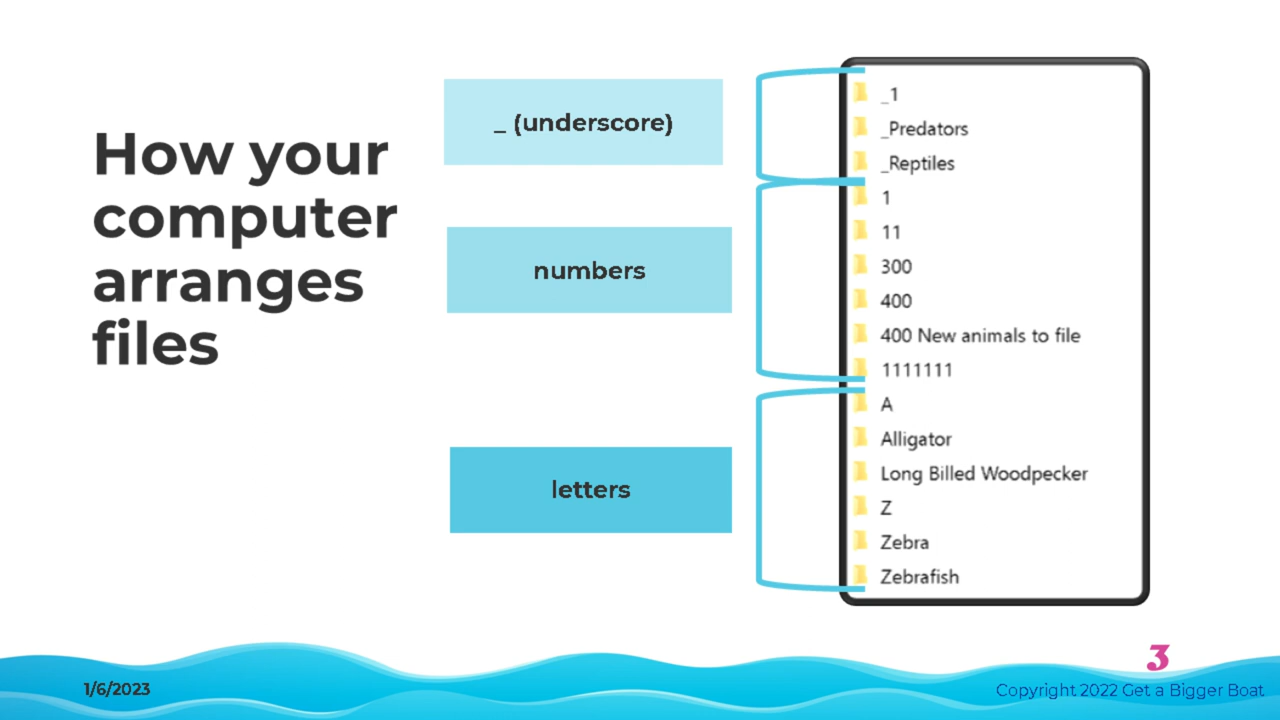 How your
computer
arranges
files
_ (underscore)
numbers
letters
_1
_Predators
_Reptiles
1
11
300
400
400 New animals to file
1111111
A
Alligator
Long Billed Woodpecker
Z
Zebra
Zebrafish
3
1/6/2023
Copyright 2022 Get a Bigger Boat